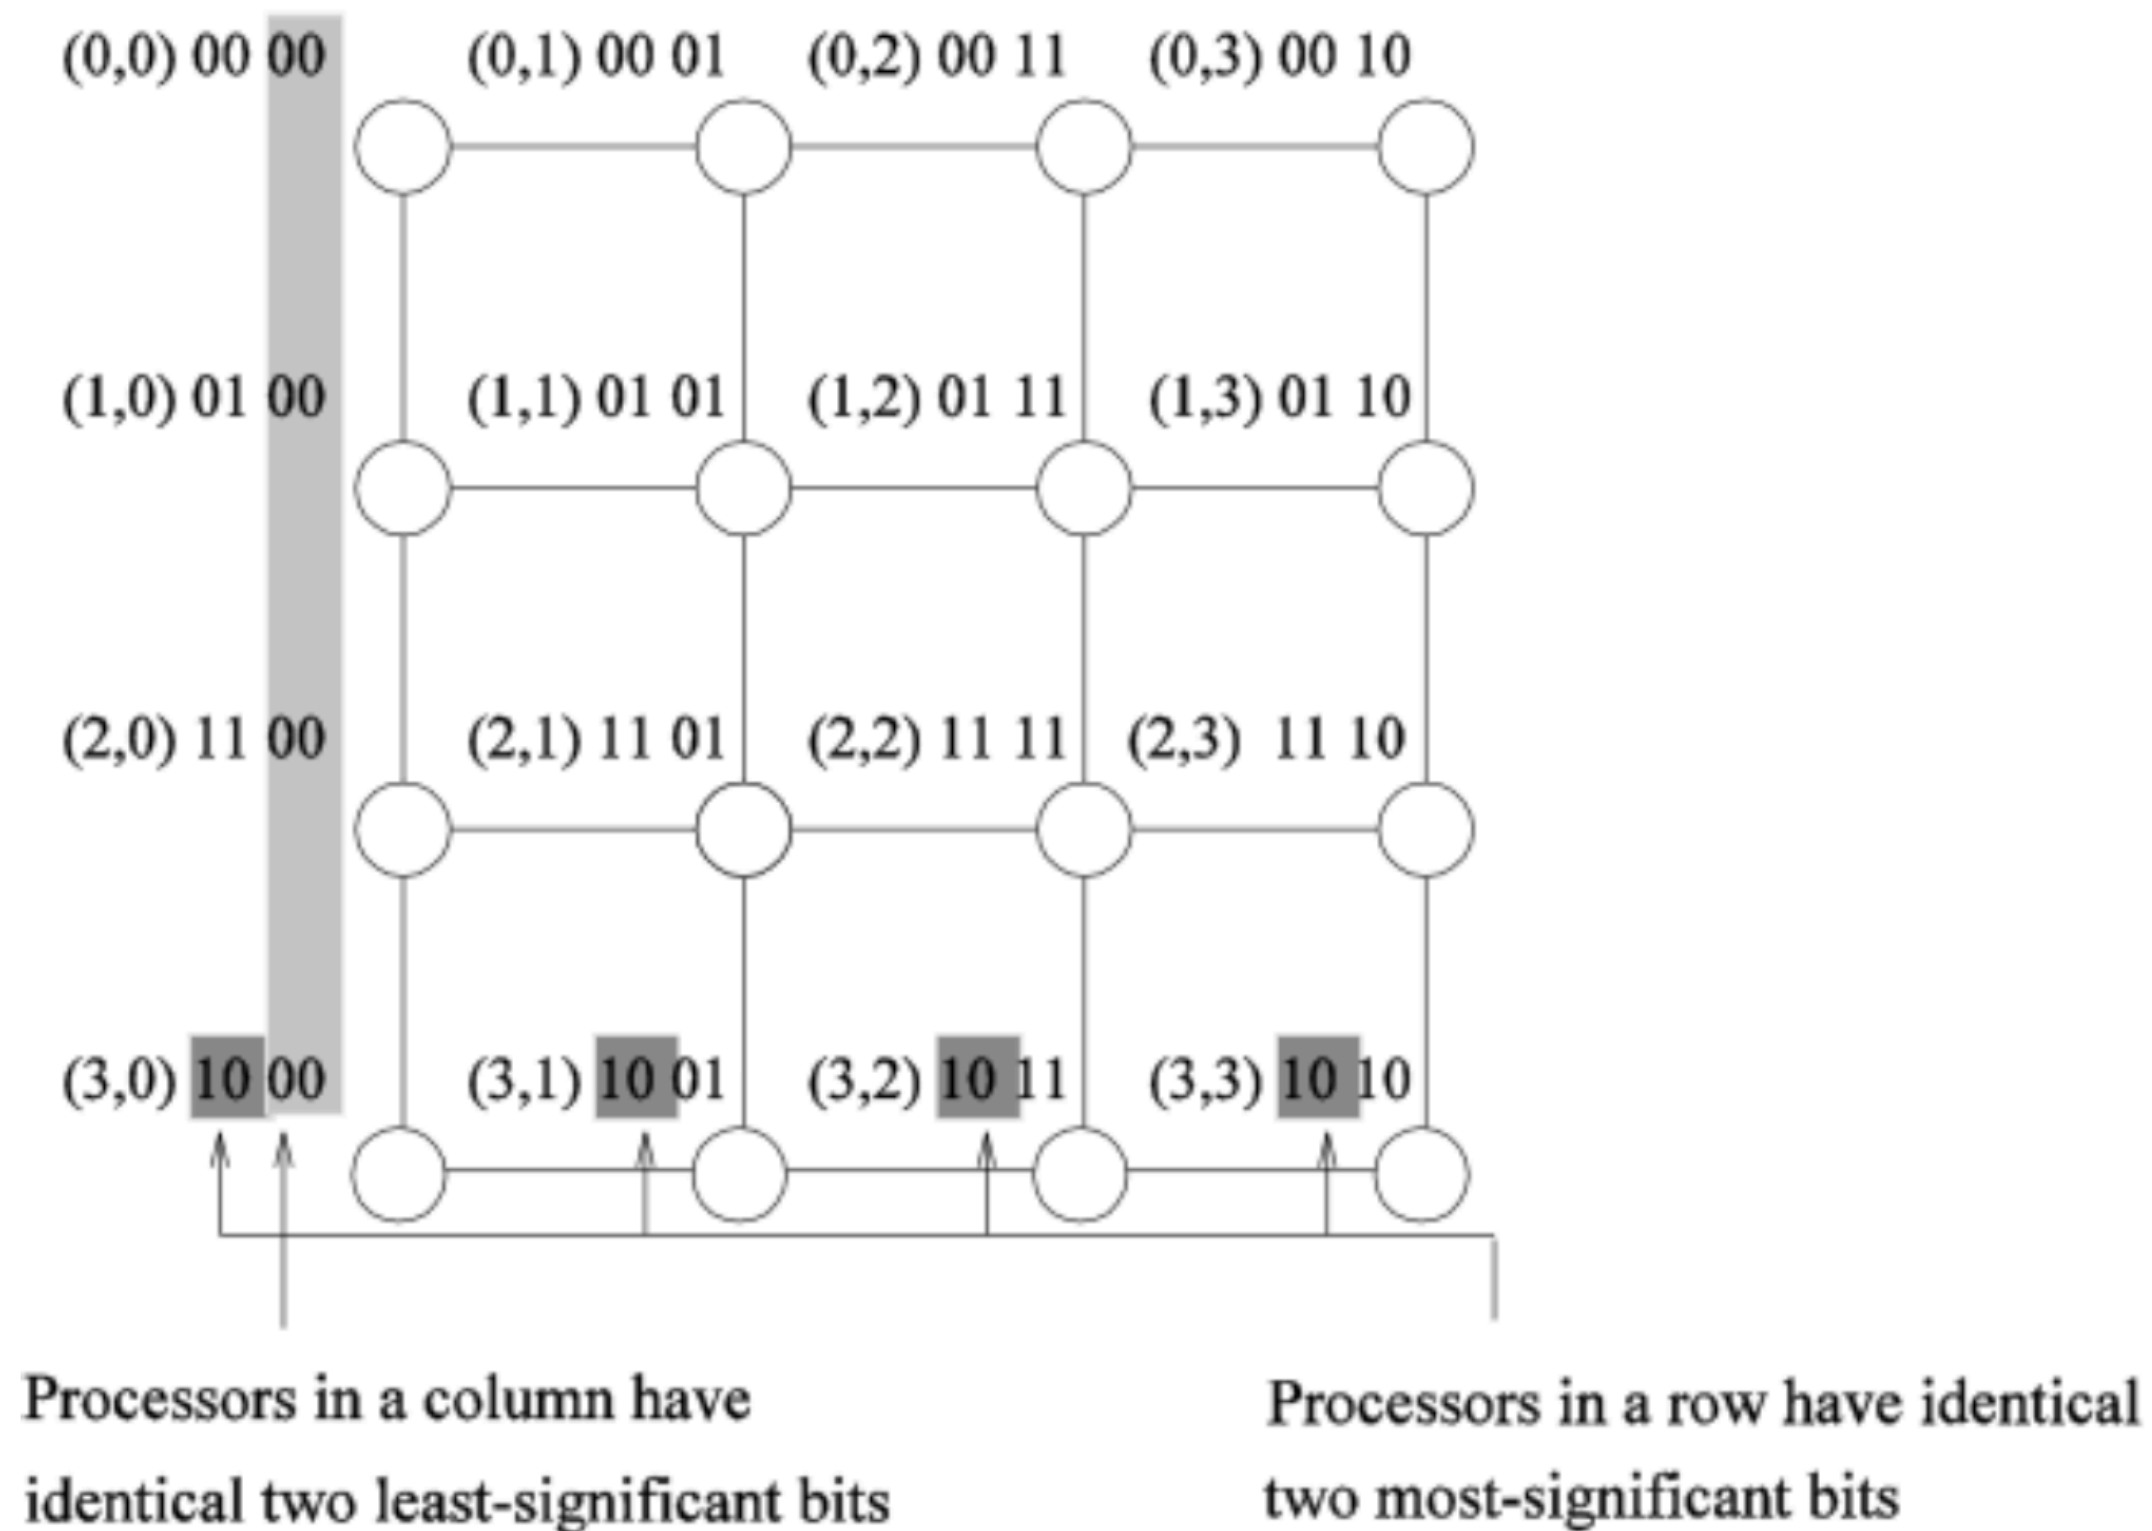 (0,0) 00 00 (0,1) 00 01 (0,2) 00 11 (0,3) 00 10
(1,0) 01 00 (1,1) 01 01 (1,2) 01 11 (1,3) 01 10
(2,0) 11 00 (2,1) 11 01 (2,2) 11 11 (2,3) 11 10
(3,0) 10 00 (3,1) 10 01 (3,2) 10 11 (3,3) 10 10
Processors in a column have
identical two least-significant bits
Processors in a row have identical
two most-significant bits